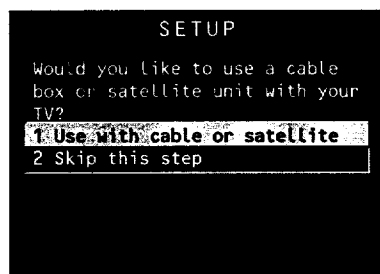 SETUP
Would you like to use a cable
box or satellite unit with your
TV?
1 Use with cable or satellite
2 Skip this step